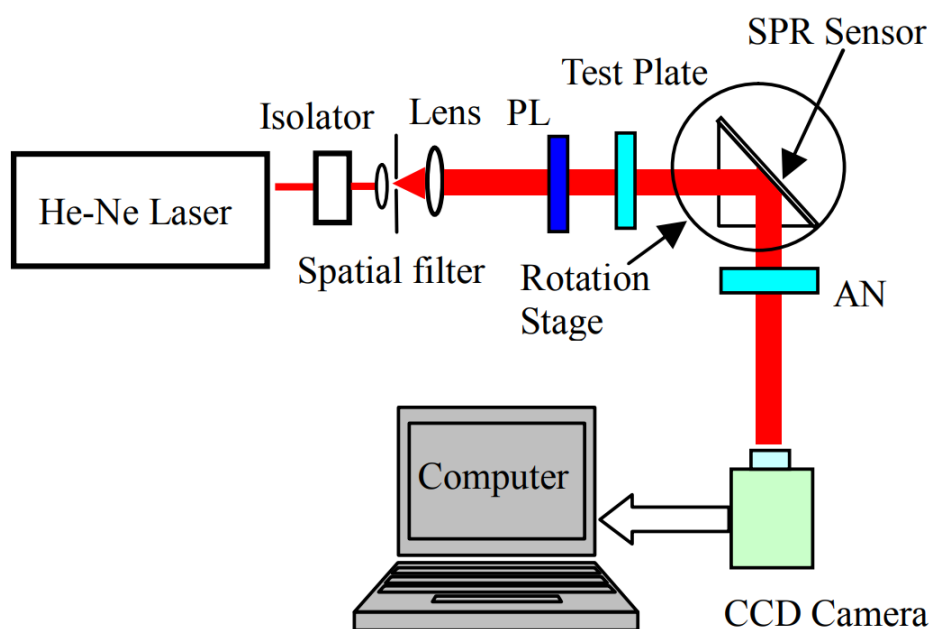 SPR Sensor
Test Plate
Isolator
Lens
PL
He-Ne Laser
Spatial filter
Rotation
Stage
AN
Computer
CCD Camera